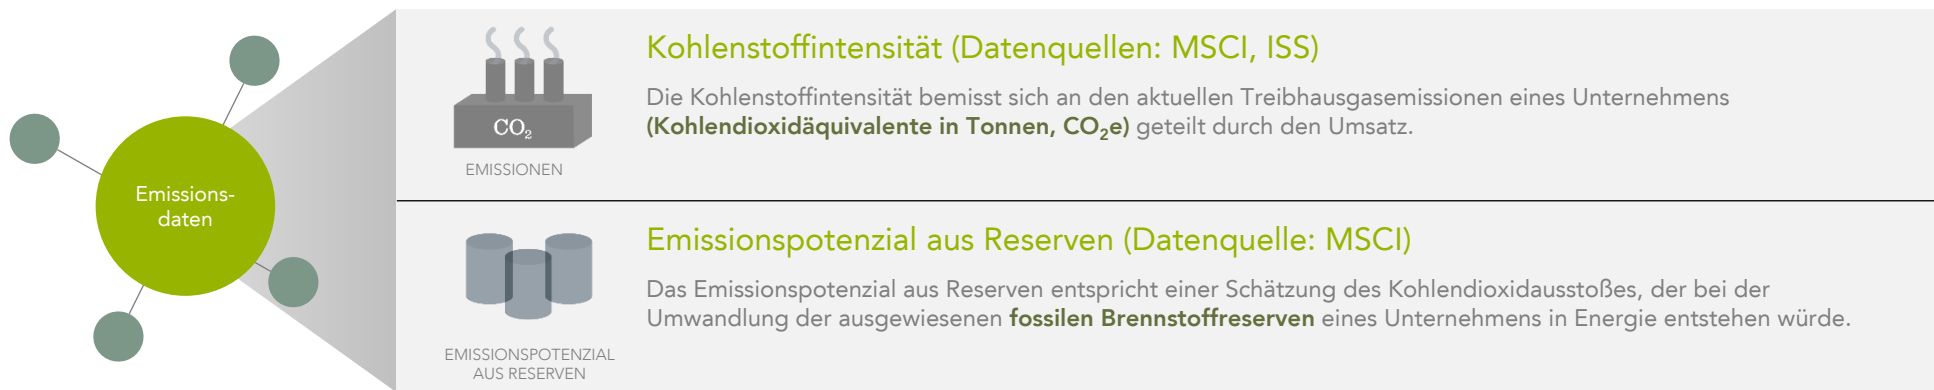 Emissions-
daten
CO₂
EMISSIONEN
Kohlenstoffintensität (Datenquellen: MSCI, ISS)
Die Kohlenstoffintensität bemisst sich an den aktuellen Treibhausgasemissionen eines Unternehmens
(Kohlendioxidäquivalente in Tonnen, CO₂e) geteilt durch den Umsatz.
EMISSIONSPOTENZIAL
AUS RESERVEN
Emissionspotenzial aus Reserven (Datenquelle: MSCI)
Das Emissionspotenzial aus Reserven entspricht einer Schätzung des Kohlendioxidausstoßes, der bei der
Umwandlung der ausgewiesenen fossilen Brennstoffreserven eines Unternehmens in Energie entstehen würde.